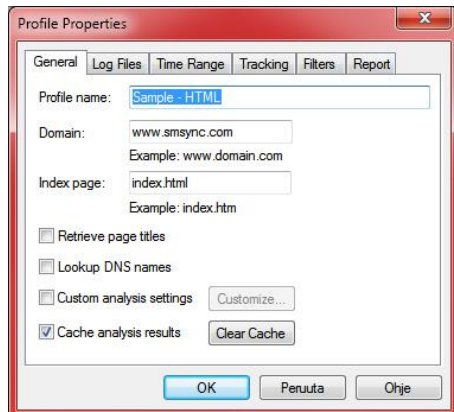 Profile Properties
General Log Files Time Range Tracking Filters Report
Profile name: Sample - HTML
Domain: www.smsync.com
Example: www.domain.com
Index page: index.html
Example: index.htm
Retrieve page titles
Lookup DNS names
Custom analysis settings Customize...
Cache analysis results Clear Cache
OK Peruuta Ohje